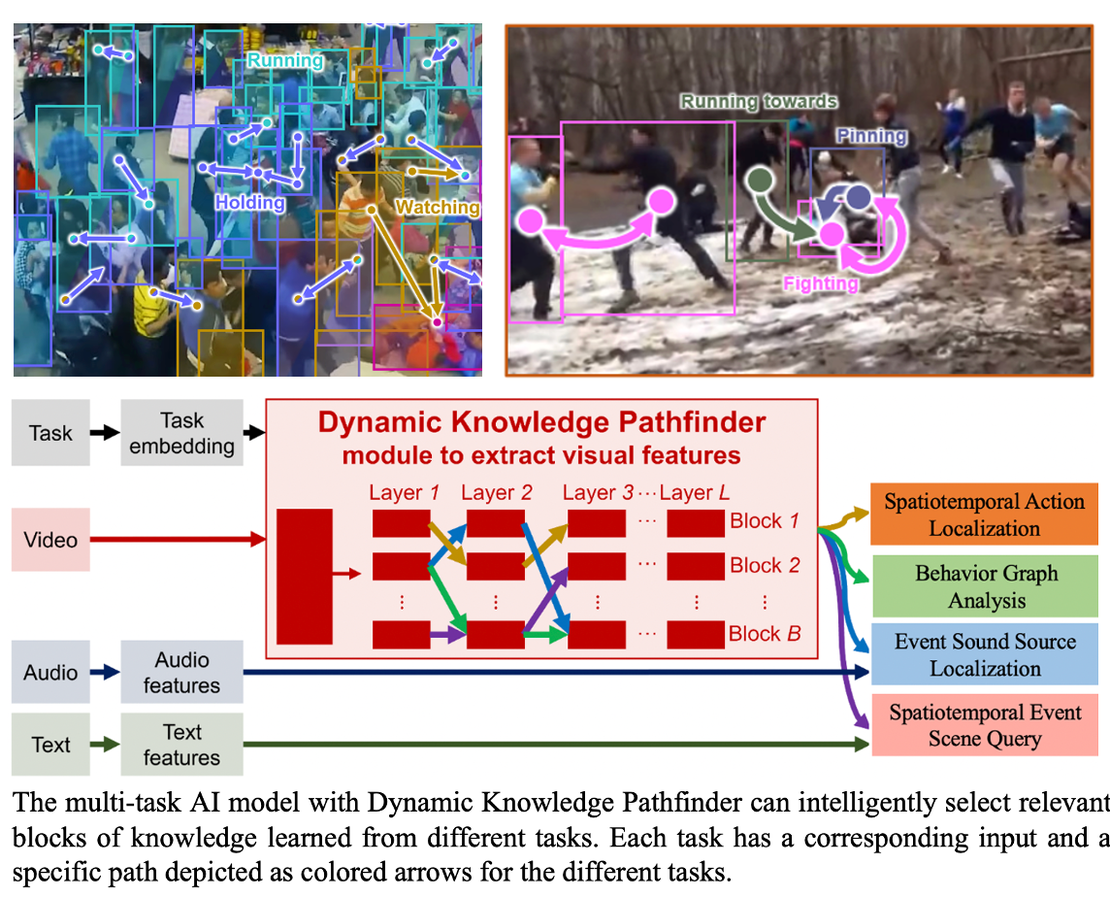 Running
Holding
Watching
Running towards
Pinning
Fighting
Task
Task
embedding
Dynamic Knowledge Pathfinder
module to extract visual features
Layer 1 Layer 2 Layer 3 ··· Layer L
Block 1
Block 2
Block B
Video
Audio
Audio
features
Text
Text
features
Spatiotemporal Action
Localization
Behavior Graph
Analysis
Event Sound Source
Localization
Spatiotemporal Event
Scene Query
The multi-task AI model with Dynamic Knowledge Pathfinder can intelligently select relevant
blocks of knowledge learned from different tasks. Each task has a corresponding input and a
specific path depicted as colored arrows for the different tasks.